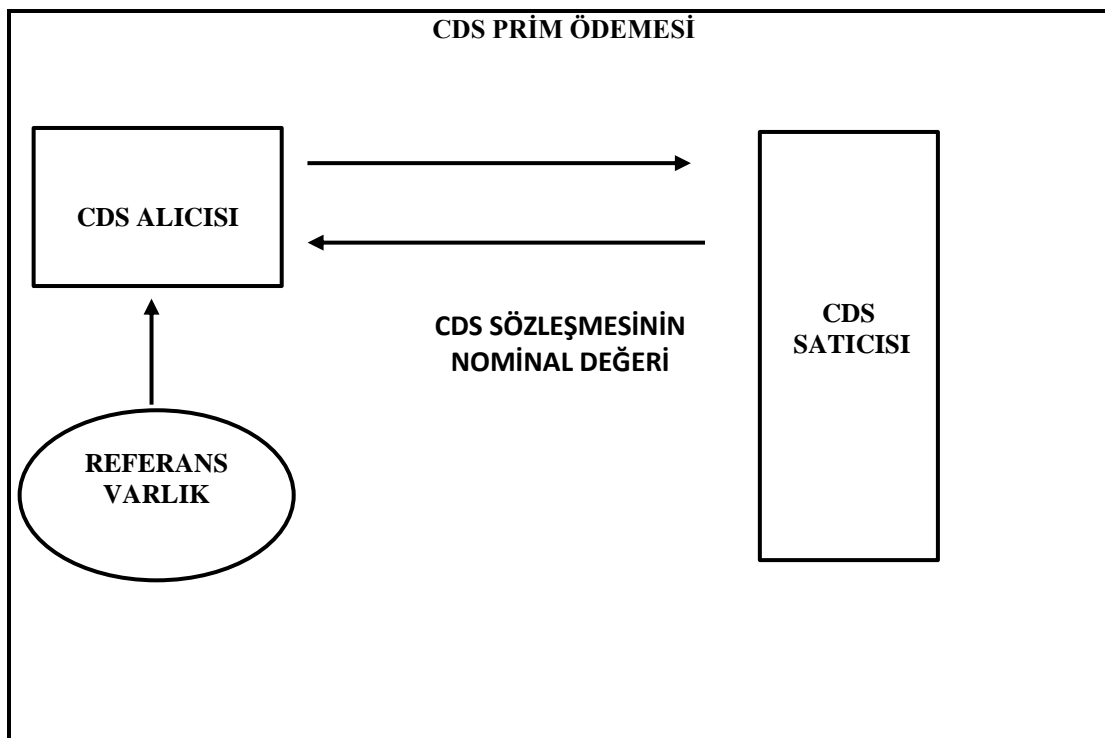 CDS PRİM ÖDEMESİ
CDS ALICISI
CDS SÖZLEŞMESİNİN
NOMİNAL DEĞERİ
CDS
SATICISI
REFERANS
VARLIK